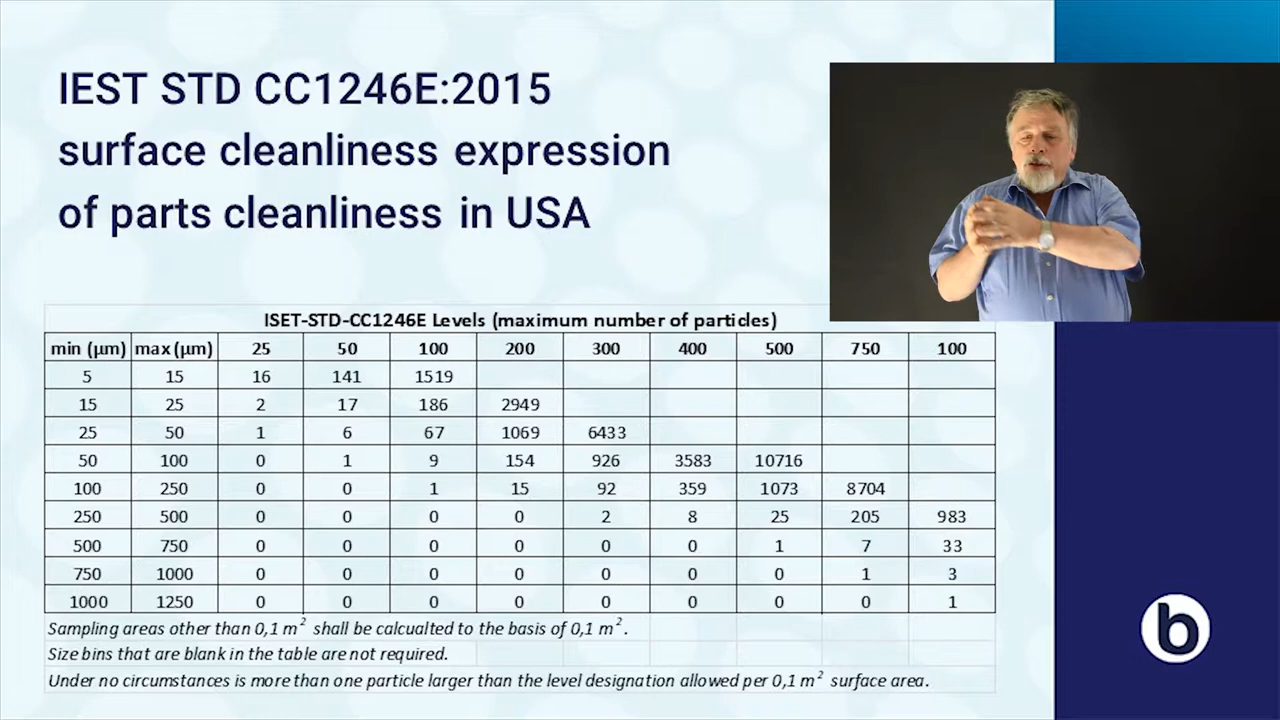 IEST STD CC1246E:2015
surface cleanliness expression
of parts cleanliness in USA
ISET-STD-CC1246E Levels (maximum number of particles)
min (µm) max (µm) 25 50 100 200 300 400 500 750 100
5 15 16 141 1519
15 25 2 17 186 2949
25 50 1 6 67 1069 6433
50 100 0 1 9 154 926 3583 10716
100 250 0 0 1 15 92 359 1073 8704
250 500 0 0 0 0 2 8 25 205 983
500 750 0 0 0 0 0 0 1 7 33
750 1000 0 0 0 0 0 0 0 1 3
1000 1250 0 0 0 0 0 0 0 0 1
Sampling areas other than 0,1 m² shall be calcualted to the basis of 0,1 m².
Size bins that are blank in the table are not required.
Under no circumstances is more than one particle larger than the level designation allowed per 0,1 m² surface area.
b